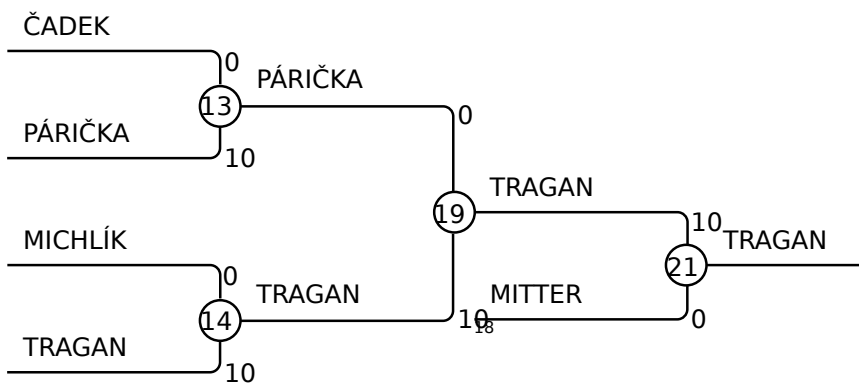 ČADEK
0
PÁRIČKA
13
0
PÁRIČKA
10
TRAGAN
19
10
MICHLÍK
TRAGAN
0
21
TRAGAN
MITTER
14
10
18
0
TRAGAN
10